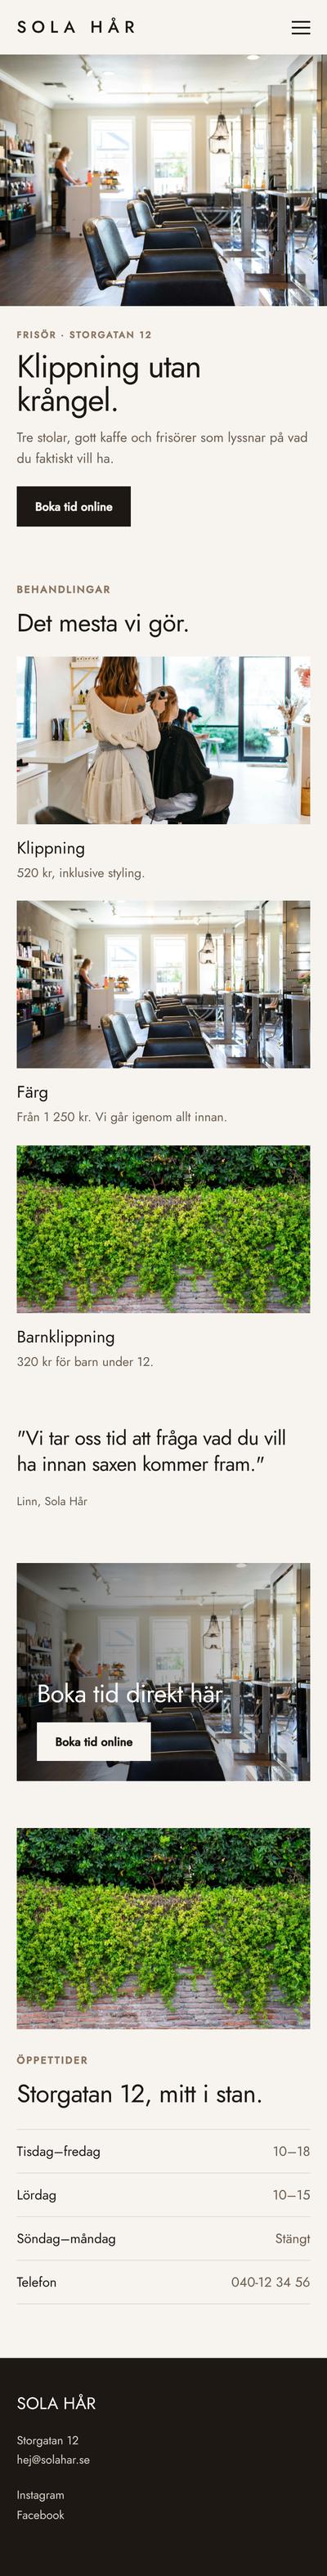 SOLA HÅR
FRISÖR · STORGATAN 12
Klippning utan
krångel.
Tre stolar, gott kaffe och frisörer som lyssnar på vad
du faktiskt vill ha.
Boka tid online
BEHANDLINGAR
Det mesta vi gör.
Klippning
520 kr, inklusive styling.
Färg
Från 1 250 kr. Vi går igenom allt innan.
Barnklippning
320 kr för barn under 12.
"Vi tar oss tid att fråga vad du vill
ha innan saxen kommer fram."
Linn, Sola Hår
Boka tid direkt här.
Boka tid online
ÖPPETTIDER
Storgatan 12, mitt i stan.
Tisdag–fredag 10–18
Lördag 10–15
Söndag–måndag Stängt
Telefon 040-12 34 56
SOLA HÅR
Storgatan 12
hej@solahar.se
Instagram
Facebook